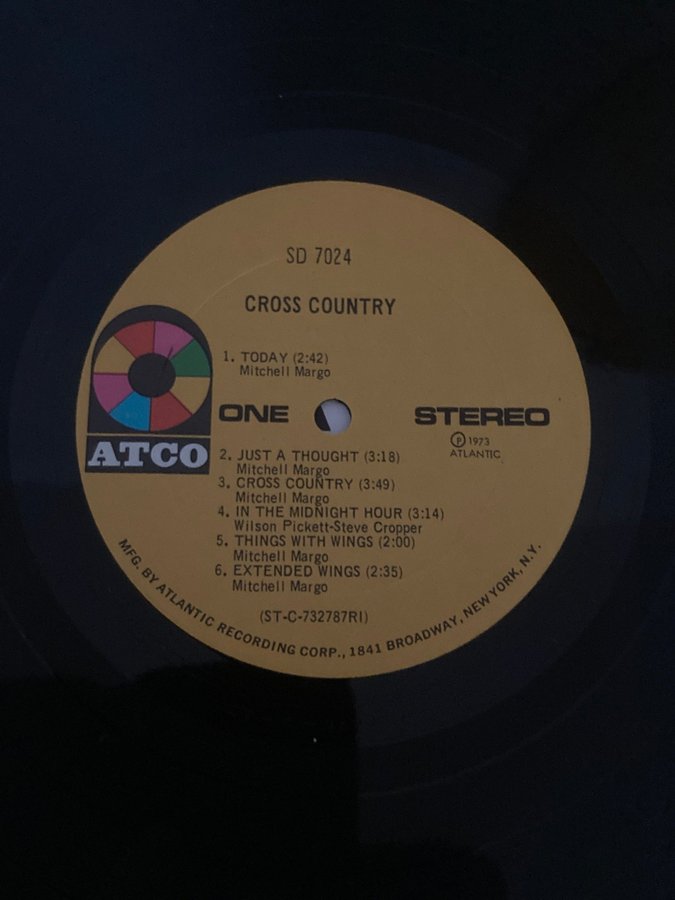 SD 7024
CROSS COUNTRY
1. TODAY (2:42)
Mitchell Margo
ONE
STEREO
Ⓟ 1973
ATLANTIC
ATCO
2. JUST A THOUGHT (3:18)
Mitchell Margo
3. CROSS COUNTRY (3:49)
Mitchell Margo
4. IN THE MIDNIGHT HOUR (3:14)
Wilson Pickett-Steve Cropper
5. THINGS WITH WINGS (2:00)
Mitchell Margo
6. EXTENDED WINGS (2:35)
Mitchell Margo
(ST-C-732787RI)
MFG. BY ATLANTIC RECORDING CORP., 1841 BROADWAY, NEW YORK, N.Y.